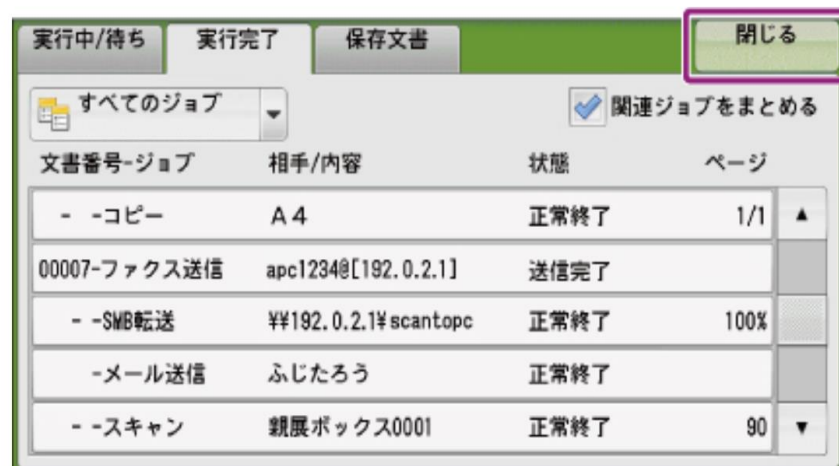 実行中/待ち 実行完了 保存文書 閉じる
すべてのジョブ 関連ジョブをまとめる
文書番号-ジョブ 相手/内容 状態 ページ
- -コピー A4 正常終了 1/1
00007-ファクス送信 apc1234@[192.0.2.1] 送信完了
- -SMB転送 ¥¥192.0.2.1¥scantopc 正常終了 100%
-メール送信 ふじたろう 正常終了
- -スキャン 親展ボックス0001 正常終了 90